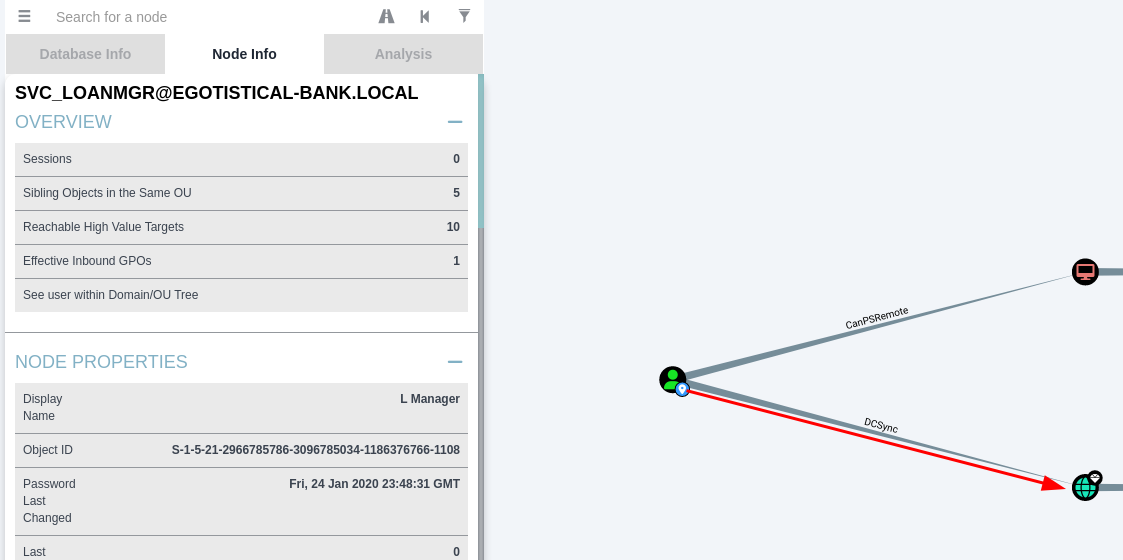 Search for a node
Database Info
Node Info
Analysis
SVC_LOANMGR@EGOTISTICAL-BANK.LOCAL
OVERVIEW
Sessions 0
Sibling Objects in the Same OU 5
Reachable High Value Targets 10
Effective Inbound GPOs 1
See user within Domain/OU Tree
NODE PROPERTIES
Display Name L Manager
Object ID S-1-5-21-2966785786-3096785034-1186376766-1108
Password Last Changed Fri, 24 Jan 2020 23:48:31 GMT
Last 0
CanPSRemote
DCSync